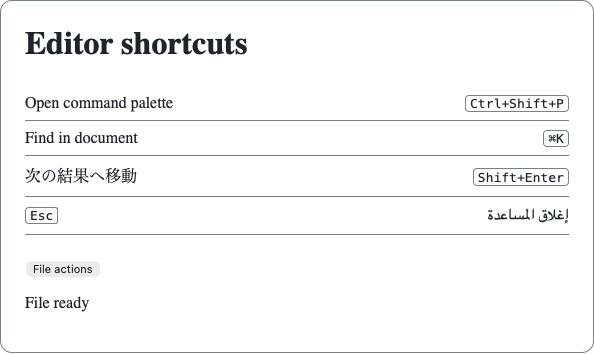 Editor shortcuts
Open command palette Ctrl+Shift+P
Find in document ⌘K
次の結果へ移動 Shift+Enter
إغلاق المساعدة Esc
File actions
File ready